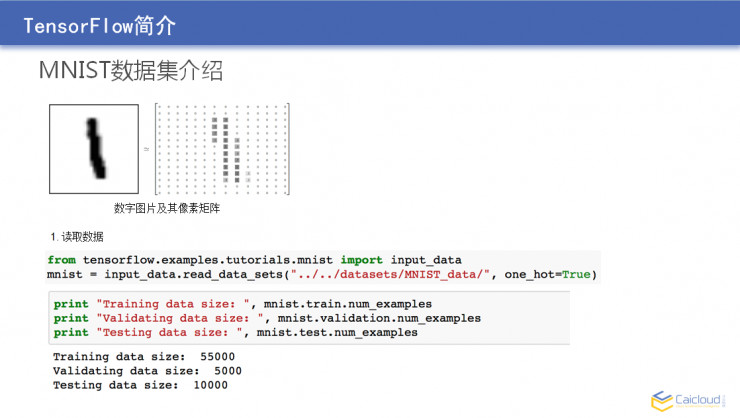 TensorFlow简介
MNIST数据集介绍
数字图片及其像素矩阵
1. 读取数据
from tensorflow.examples.tutorials.mnist import input_data
mnist = input_data.read_data_sets("../../datasets/MNIST_data/", one_hot=True)
print "Training data size: ", mnist.train.num_examples
print "Validating data size: ", mnist.validation.num_examples
print "Testing data size: ", mnist.test.num_examples
Training data size:  55000
Validating data size:  5000
Testing data size:  10000
Caicloud